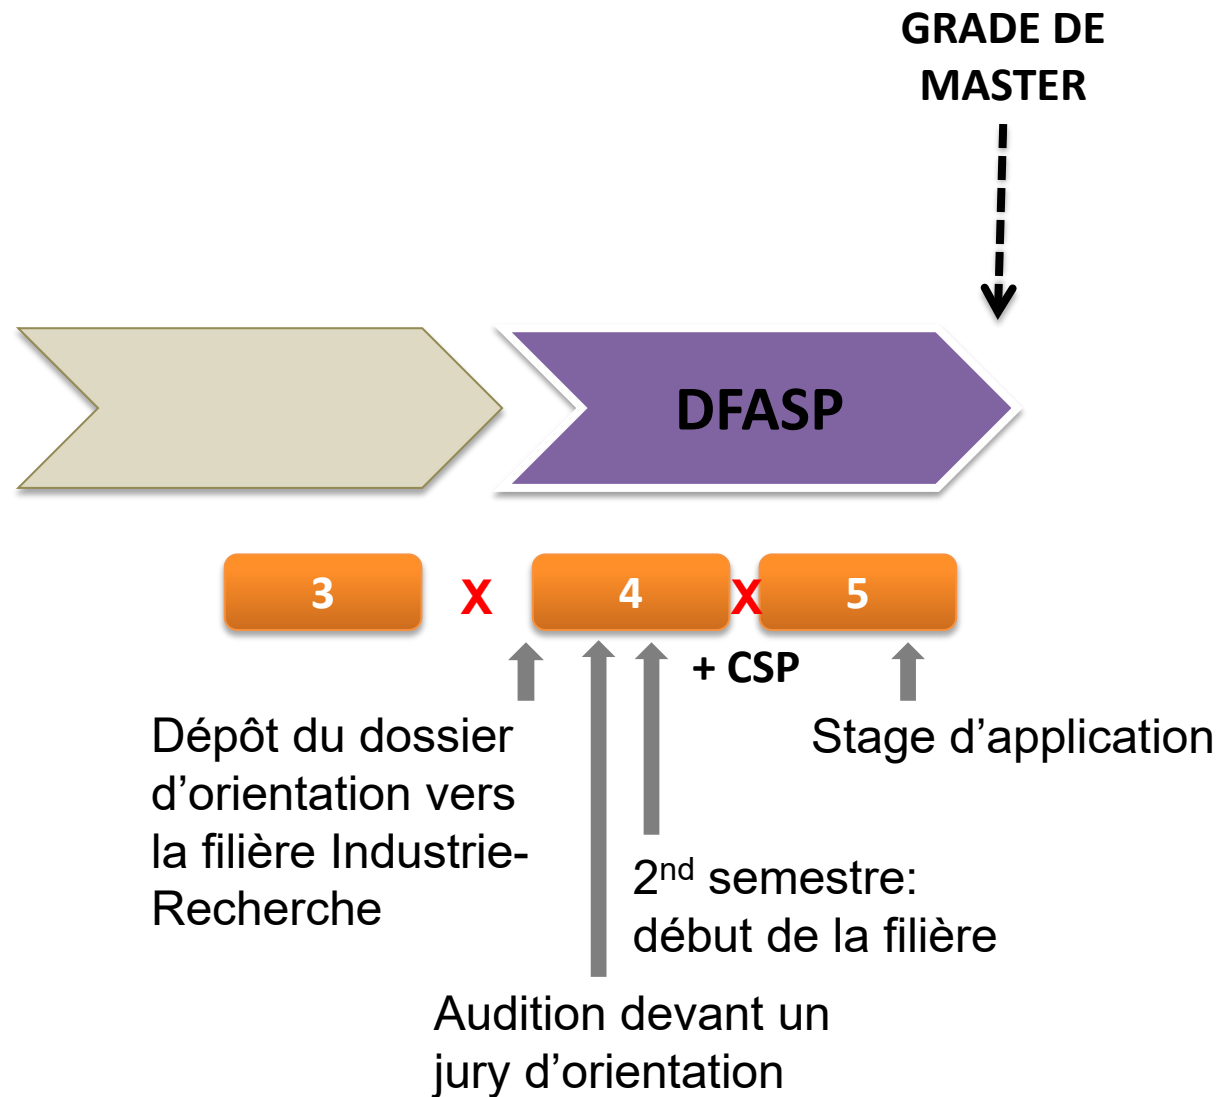 GRADE DE
MASTER
DFASP
3 X 4 X 5
+ CSP
Dépôt du dossier
d’orientation vers
la filière Industrie-
Recherche
Stage d’application
2nd semestre:
début de la filière
Audition devant un
jury d’orientation